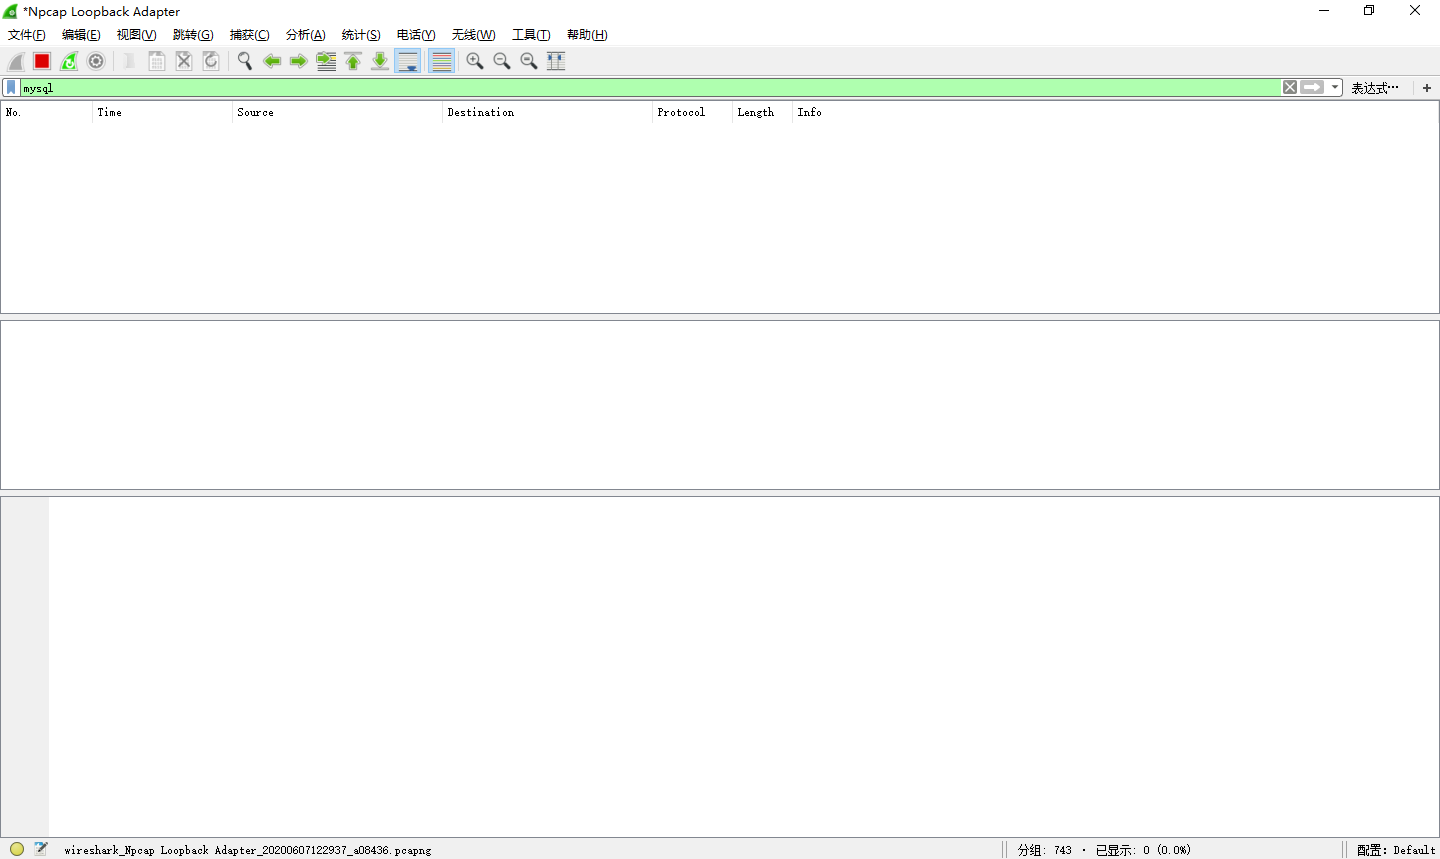 *Npcap Loopback Adapter
文件(F) 编辑(E) 视图(V) 跳转(G) 捕获(C) 分析(A) 统计(S) 电话(Y) 无线(W) 工具(T) 帮助(H)
mysql 表达式… +
No. Time Source Destination Protocol Length Info
wireshark_Npcap Loopback Adapter_20200607122937_a08436.pcapng 分组: 743 · 已显示: 0 (0.0%) 配置: Default